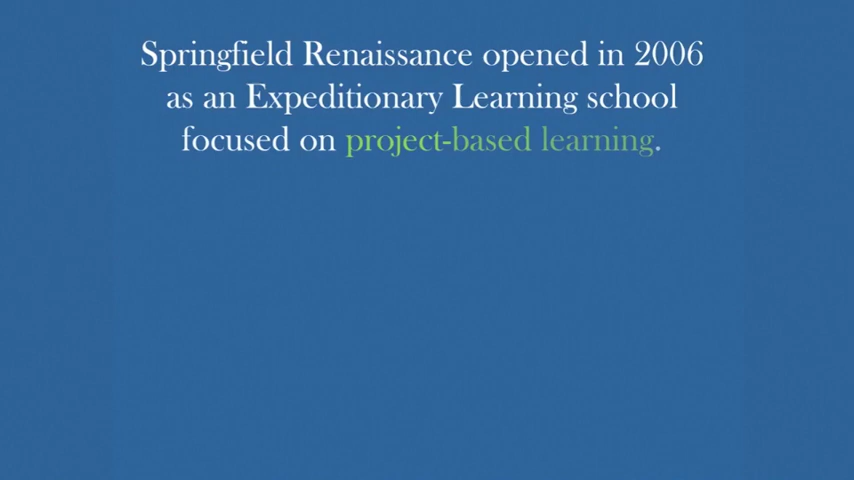 Springfield Renaissance opened in 2006
as an Expeditionary Learning school
focused on project-based learning.